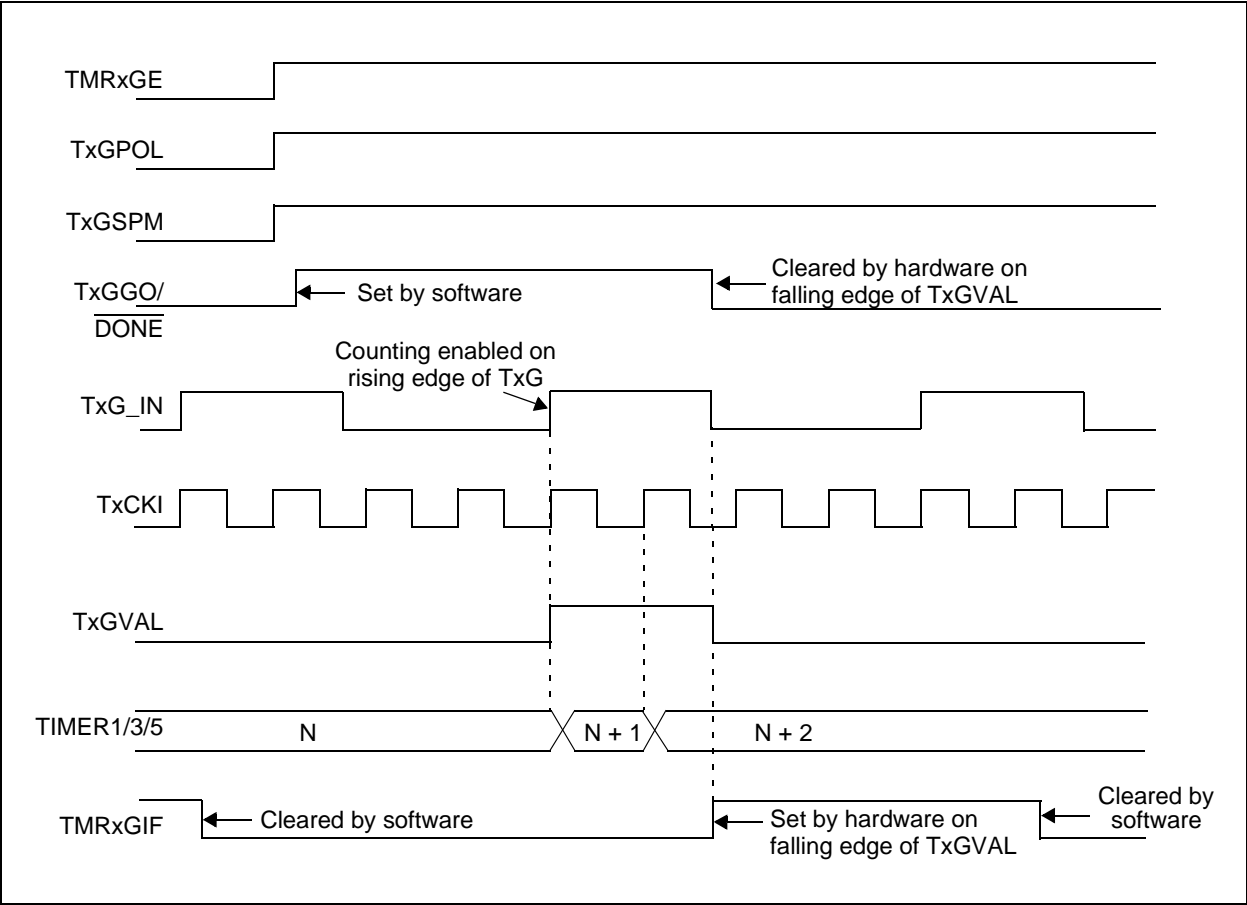 TMRxGE
TxGPOL
TxGSPM
TxGGO/
DONE
Set by software
Cleared by hardware on
falling edge of TxGVAL
Counting enabled on
rising edge of TxG
TxG_IN
TxCKI
TxGVAL
TIMER1/3/5
N
N + 1
N + 2
TMRxGIF
Cleared by software
Set by hardware on
falling edge of TxGVAL
Cleared by
software